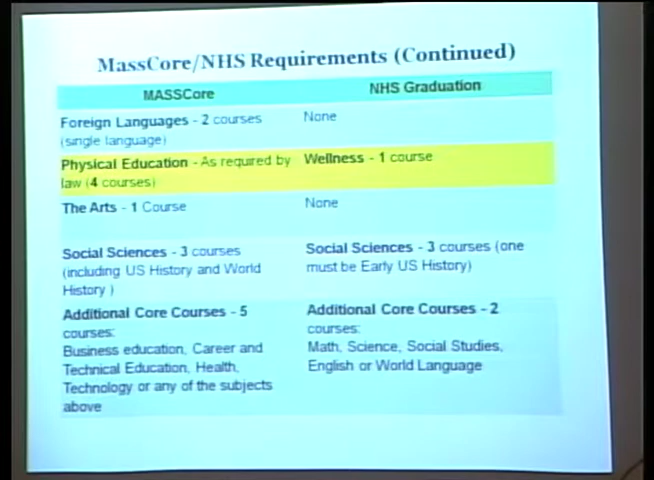 MassCore/NHS Requirements (Continued)
MASSCore
NHS Graduation
Foreign Languages - 2 courses
(single language)
None
Physical Education - As required by
law (4 courses)
Wellness - 1 course
The Arts - 1 Course
None
Social Sciences - 3 courses
(including US History and World
History )
Social Sciences - 3 courses (one
must be Early US History)
Additional Core Courses - 5
courses:
Business education, Career and
Technical Education, Health,
Technology or any of the subjects
above
Additional Core Courses - 2
courses:
Math, Science, Social Studies,
English or World Language